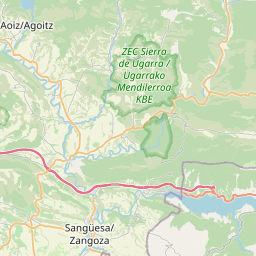 Aoiz/Agoitz
ZEC Sierra
de Ugarra /
Ugarrako
Mendilerroa
KBE
Sangüesa/
Zangoza